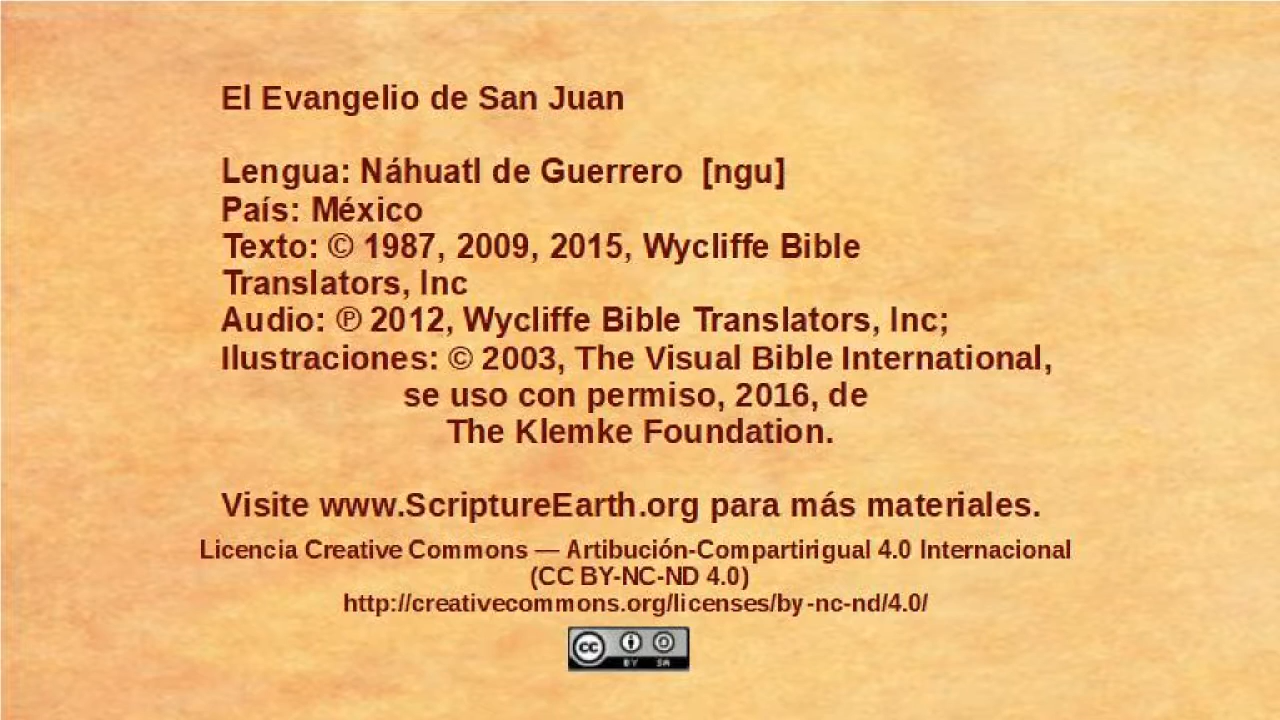 El Evangelio de San Juan
Lengua: Náhuatl de Guerrero [ngu]
País: México
Texto: © 1987, 2009, 2015, Wycliffe Bible
Translators, Inc
Audio: ℗ 2012, Wycliffe Bible Translators, Inc;
Ilustraciones: © 2003, The Visual Bible International,
se uso con permiso, 2016, de
The Klemke Foundation.
Visite www.ScriptureEarth.org para más materiales.
Licencia Creative Commons — Artibución-Compartirigual 4.0 Internacional
(CC BY-NC-ND 4.0)
http://creativecommons.org/licenses/by-nc-nd/4.0/
cc BY SA